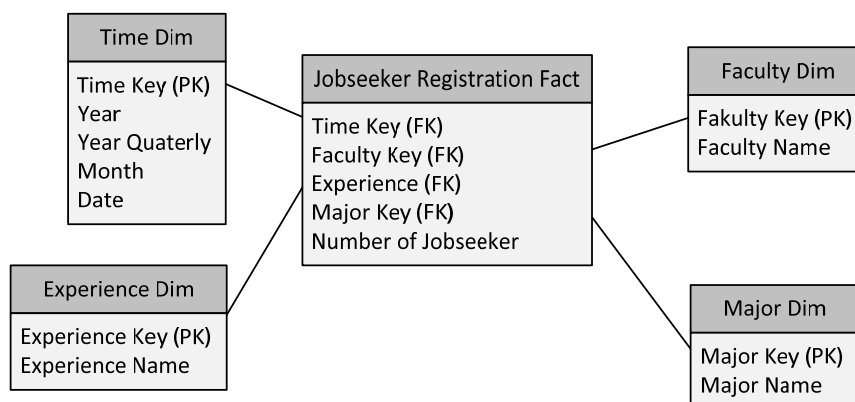 Time Dim
Time Key (PK)
Year
Year Quaterly
Month
Date
Jobseeker Registration Fact
Time Key (FK)
Faculty Key (FK)
Experience (FK)
Major Key (FK)
Number of Jobseeker
Faculty Dim
Fakulty Key (PK)
Faculty Name
Experience Dim
Experience Key (PK)
Experience Name
Major Dim
Major Key (PK)
Major Name